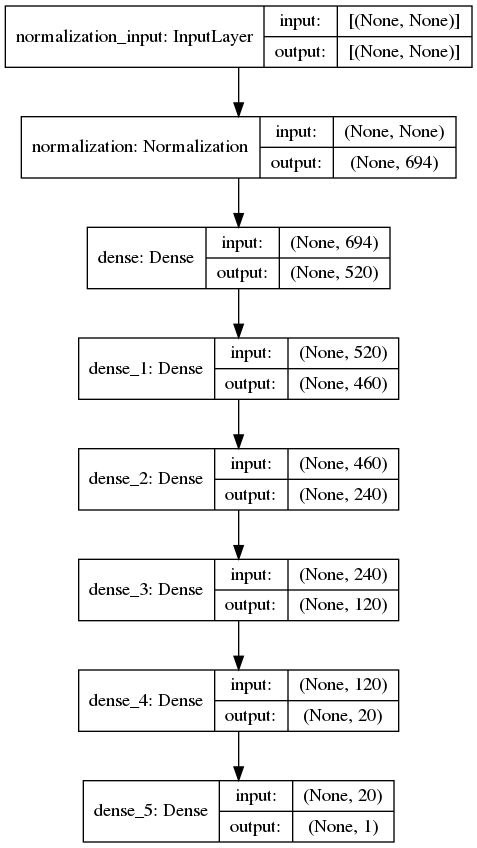 normalization_input: InputLayer
input: [(None, None)]
output: [(None, None)]
normalization: Normalization
input: (None, None)
output: (None, 694)
dense: Dense
input: (None, 694)
output: (None, 520)
dense_1: Dense
input: (None, 520)
output: (None, 460)
dense_2: Dense
input: (None, 460)
output: (None, 240)
dense_3: Dense
input: (None, 240)
output: (None, 120)
dense_4: Dense
input: (None, 120)
output: (None, 20)
dense_5: Dense
input: (None, 20)
output: (None, 1)